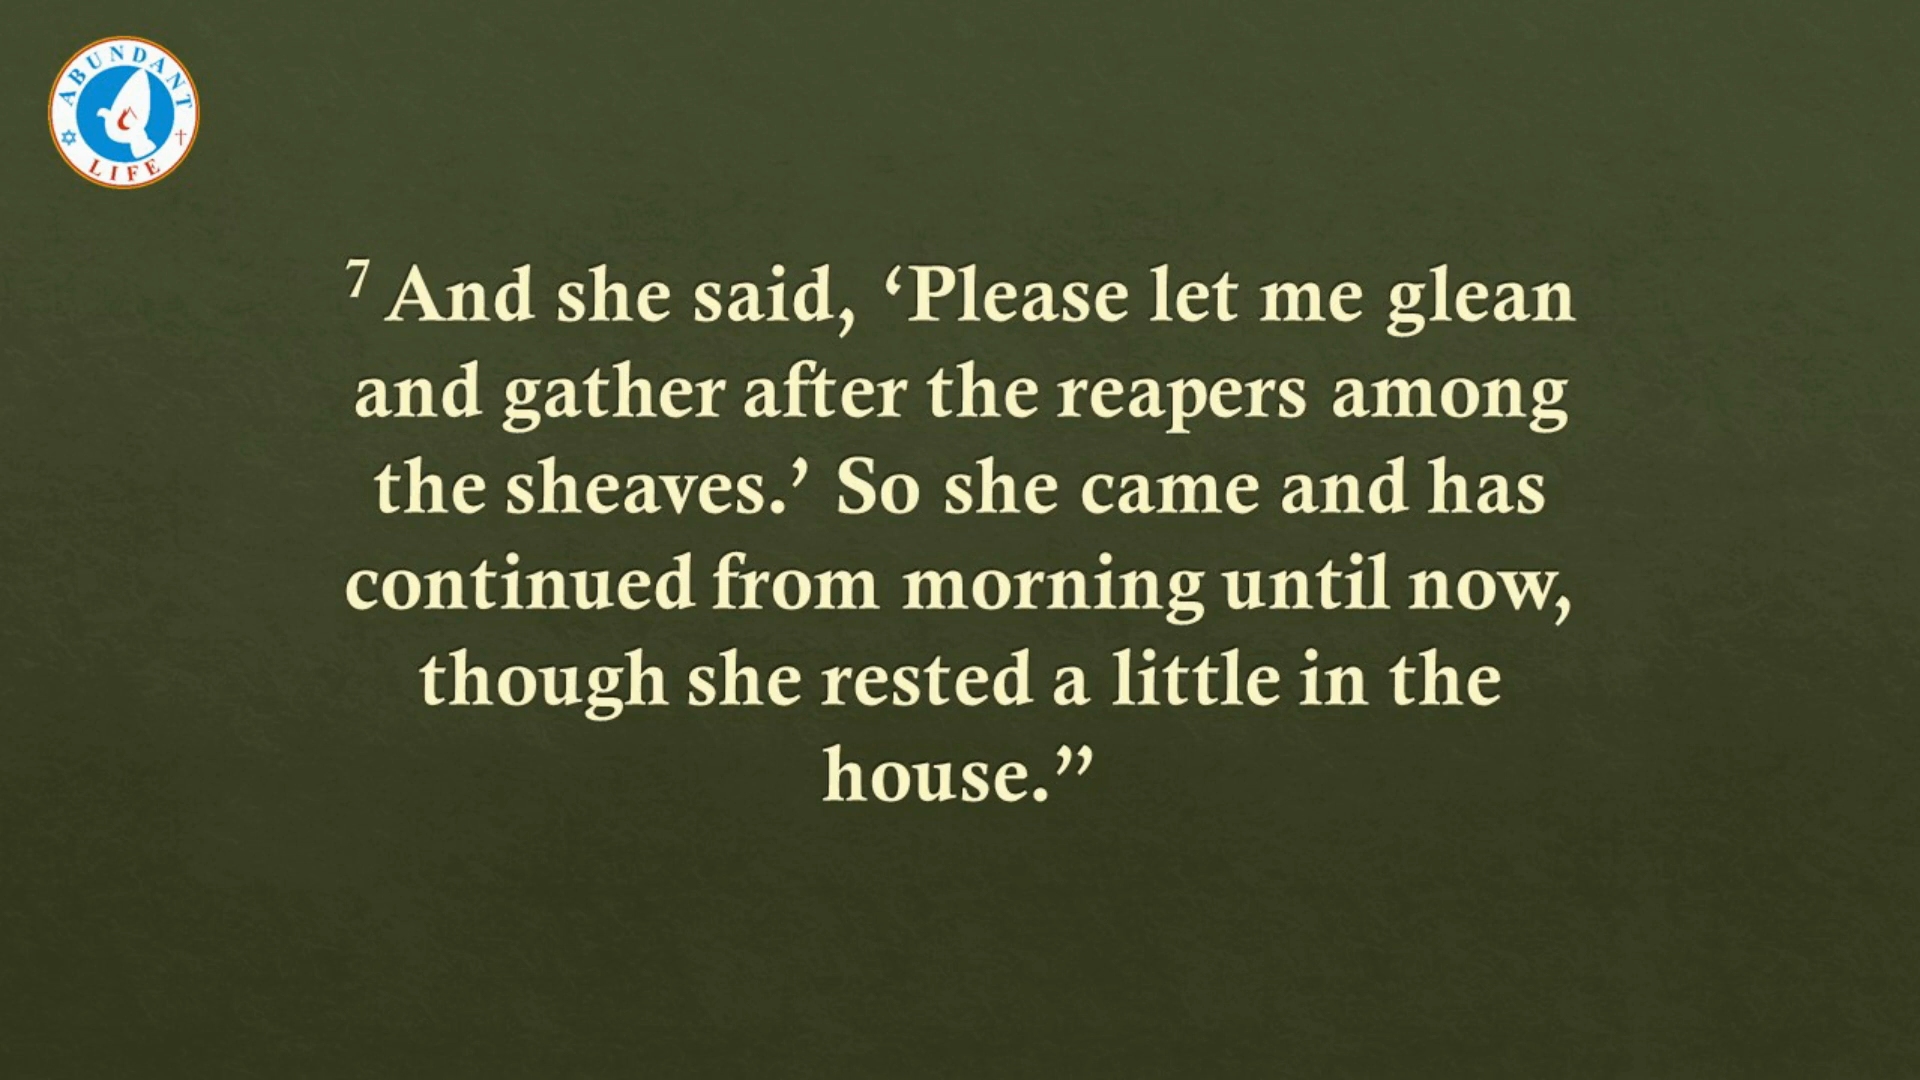 ABUNDANT
LIFE
7 And she said, ‘Please let me glean
and gather after the reapers among
the sheaves.’ So she came and has
continued from morning until now,
though she rested a little in the
house.”